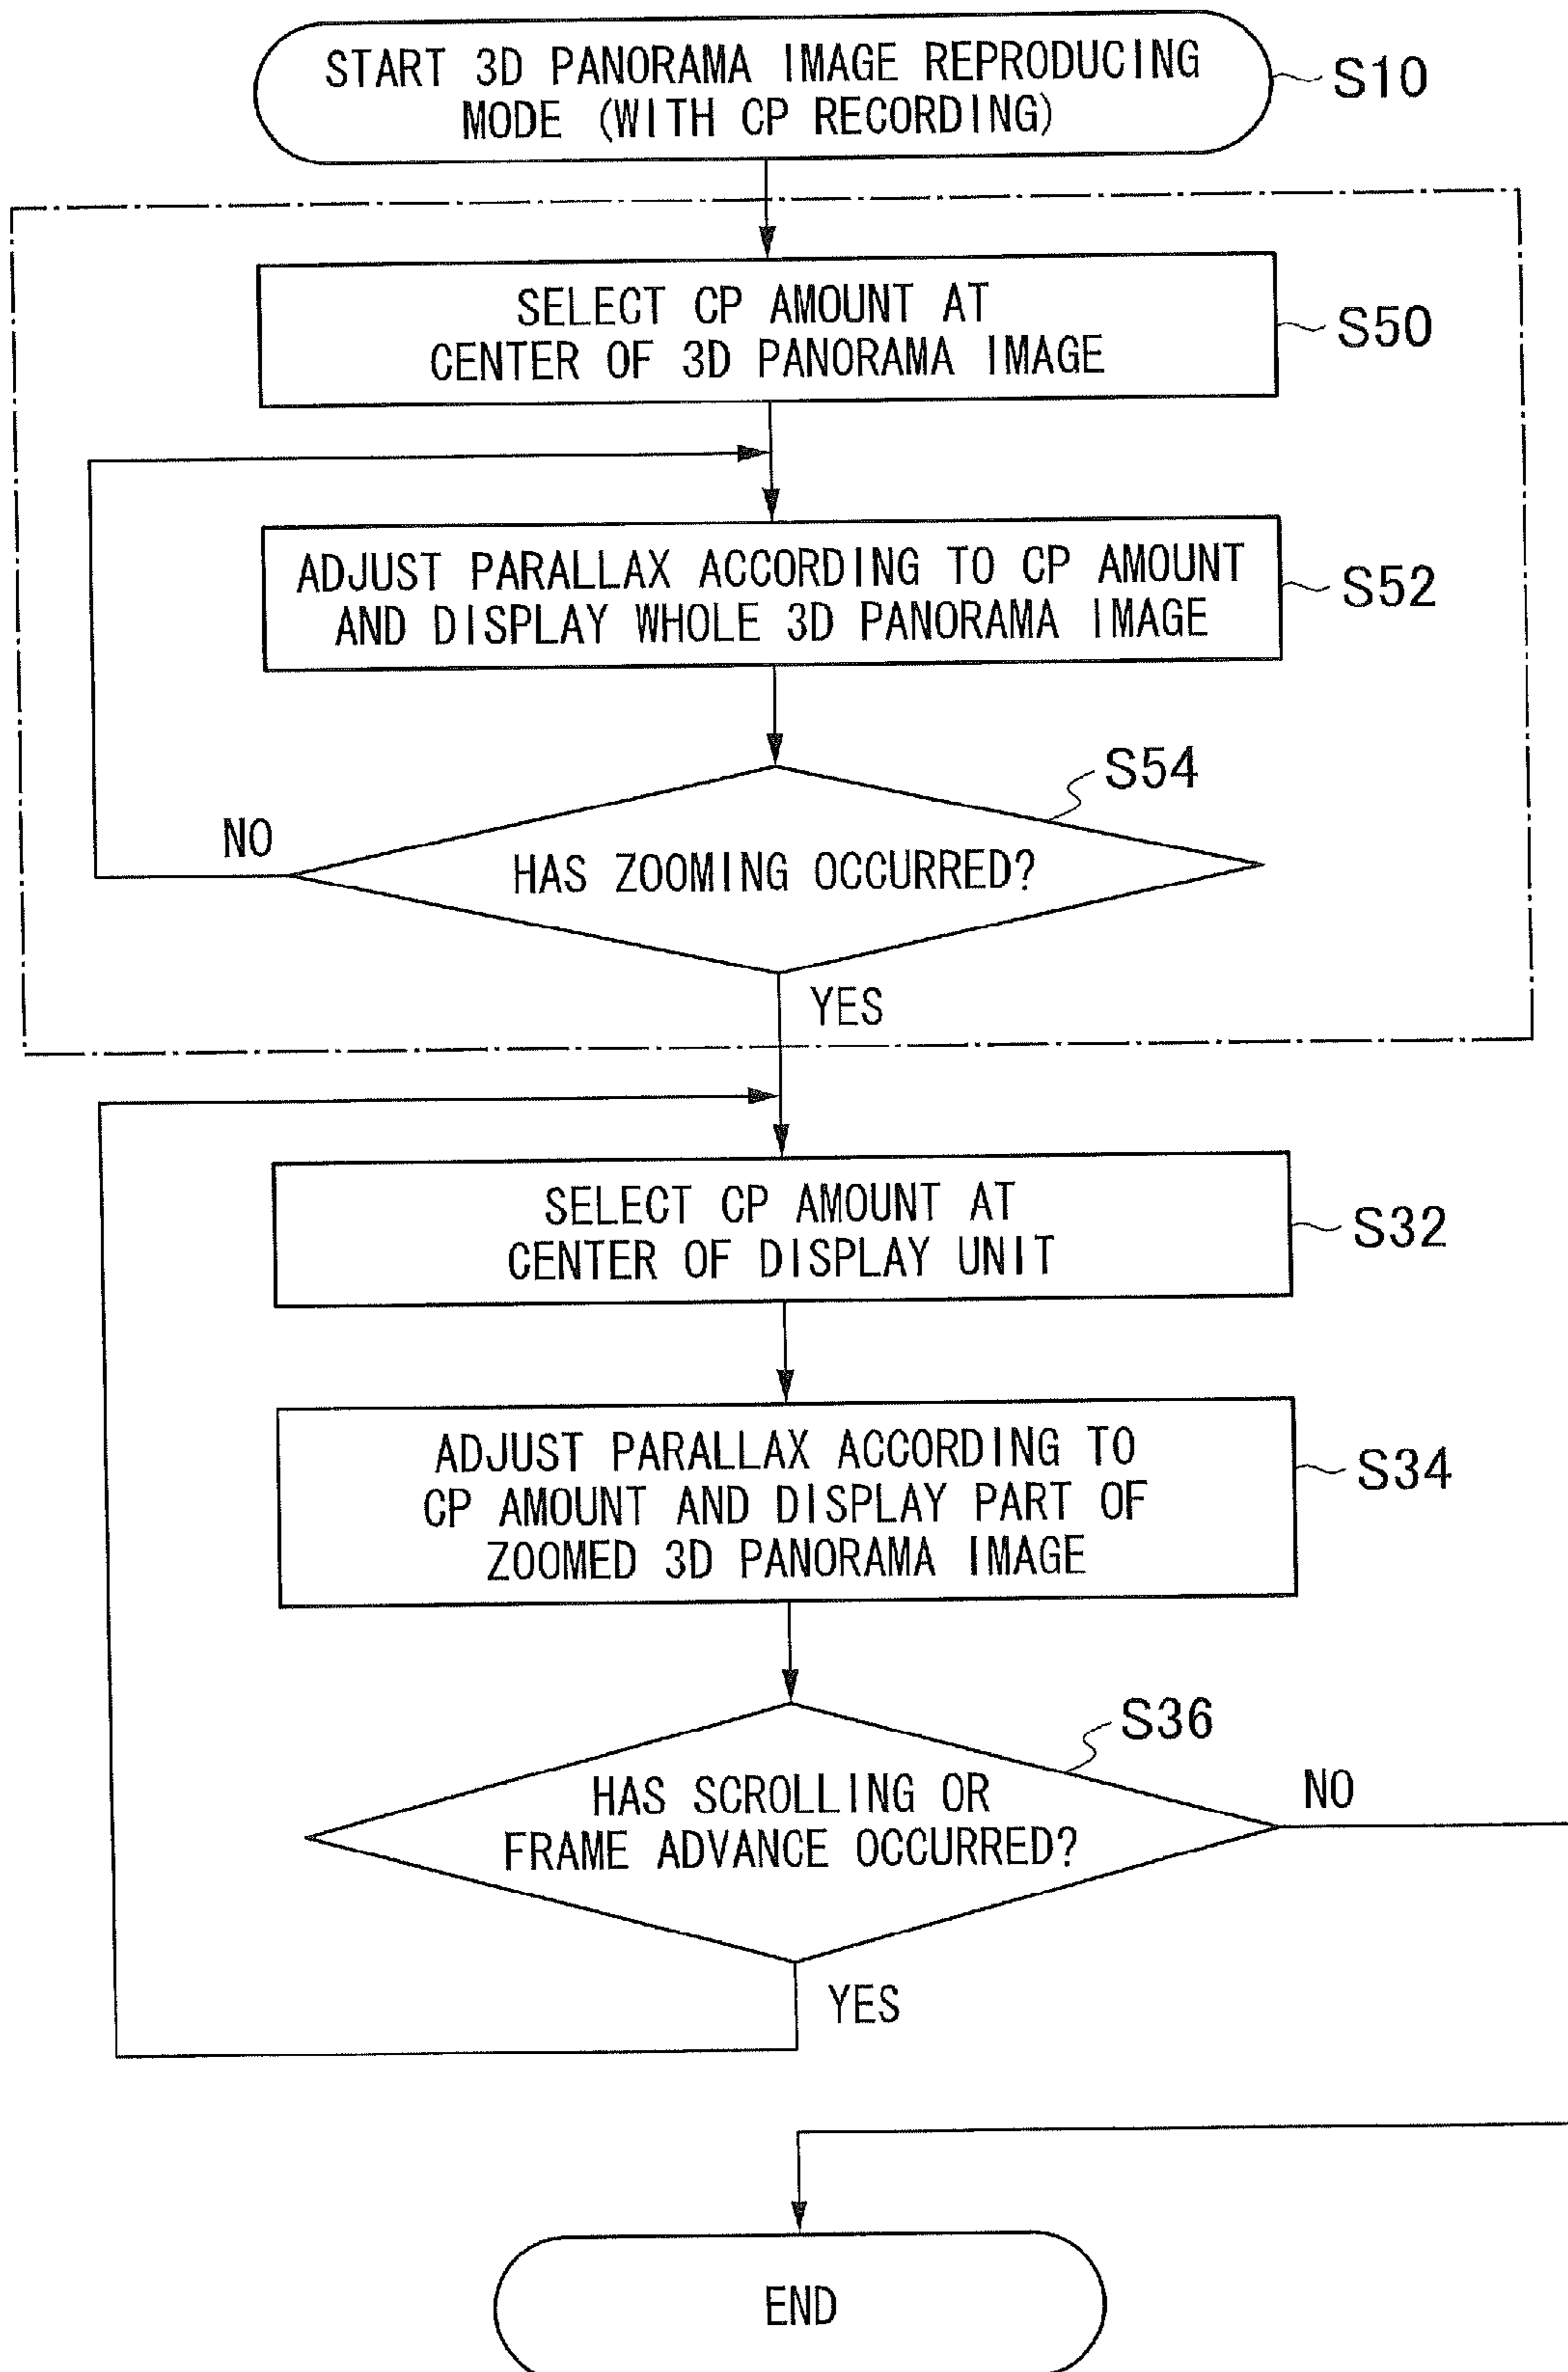 START 3D PANORAMA IMAGE REPRODUCING
MODE (WITH CP RECORDING)
S10
SELECT CP AMOUNT AT
CENTER OF 3D PANORAMA IMAGE
S50
ADJUST PARALLAX ACCORDING TO CP AMOUNT
AND DISPLAY WHOLE 3D PANORAMA IMAGE
S52
S54
NO
HAS ZOOMING OCCURRED?
YES
SELECT CP AMOUNT AT
CENTER OF DISPLAY UNIT
S32
ADJUST PARALLAX ACCORDING TO
CP AMOUNT AND DISPLAY PART OF
ZOOMED 3D PANORAMA IMAGE
S34
S36
HAS SCROLLING OR
FRAME ADVANCE OCCURRED?
NO
YES
END